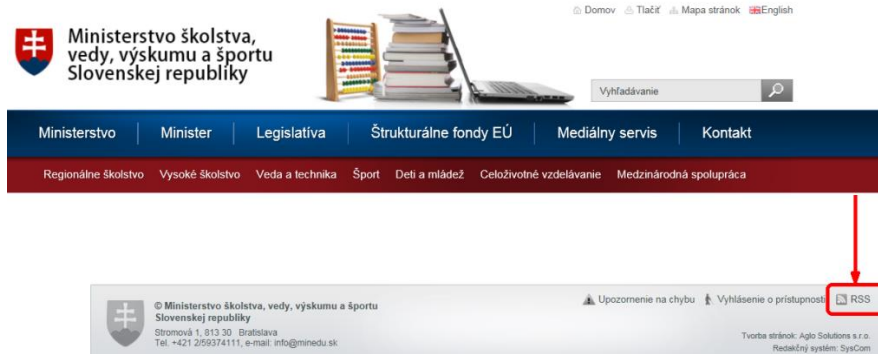 Domov Tlačiť Mapa stránok English
Ministerstvo školstva,
vedy, výskumu a športu
Slovenskej republiky
Vyhľadávanie
Ministerstvo Minister Legislatíva Štrukturálne fondy EÚ Mediálny servis Kontakt
Regionálne školstvo Vysoké školstvo Veda a technika Šport Deti a mládež Celoživotné vzdelávanie Medzinárodná spolupráca
© Ministerstvo školstva, vedy, výskumu a športu
Slovenskej republiky
Stromová 1, 813 30 Bratislava
Tel. +421 2/59374111, e-mail: info@minedu.sk
Upozornenie na chybu Vyhlásenie o prístupnosti RSS
Tvorba stránok: Aglo Solutions s.r.o.
Redakčný systém: SysCom